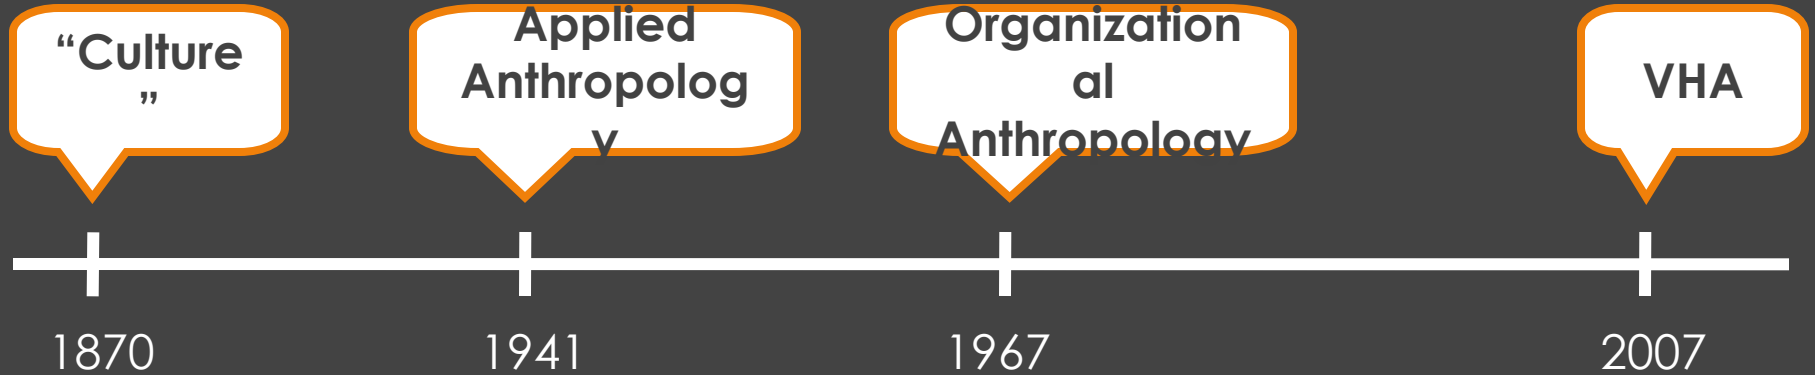 “Culture
”
Applied
Anthropolog
y
Organization
al
Anthropology
VHA
1870
1941
1967
2007